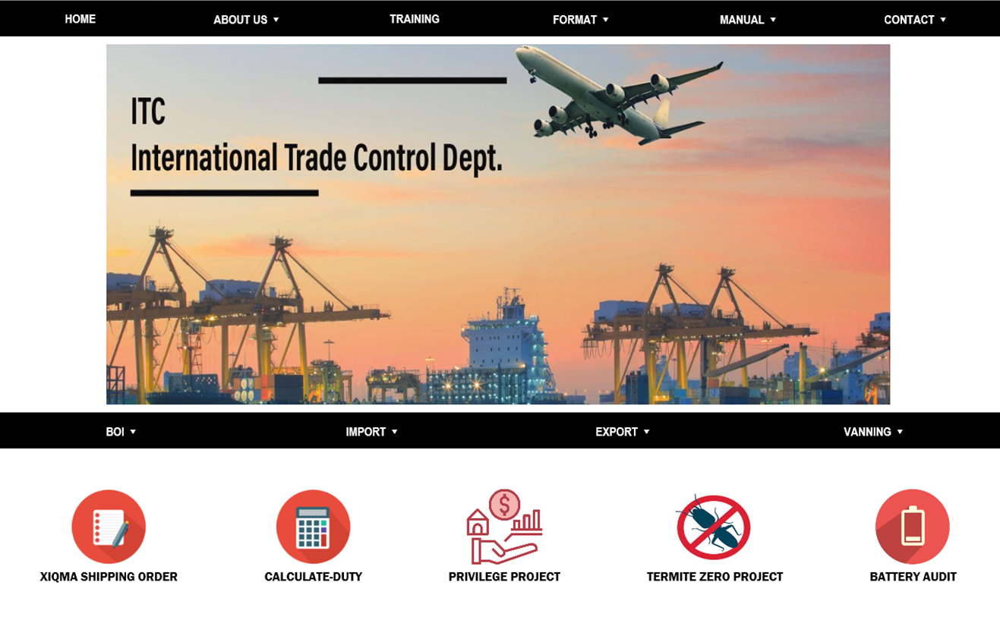 HOME
ABOUT US
TRAINING
FORMAT
MANUAL
CONTACT
ITC
International Trade Control Dept.
BOI
IMPORT
EXPORT
VANNING
$
XIQMA SHIPPING ORDER
CALCULATE-DUTY
PRIVILEGE PROJECT
TERMITE ZERO PROJECT
BATTERY AUDIT